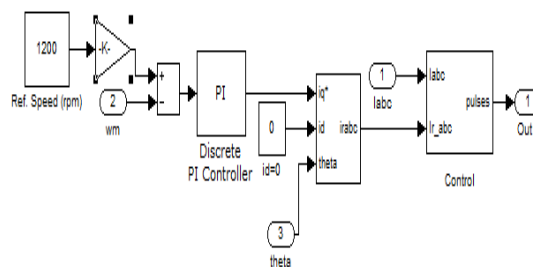 1200
-K-
Ref. Speed (rpm)
2
wm
+
−
PI
Discrete
PI Controller
0
id=0
3
theta
iq*
id
irabc
theta
1
Iabc
Iabc
pulses
Ir_abc
Control
1
Out